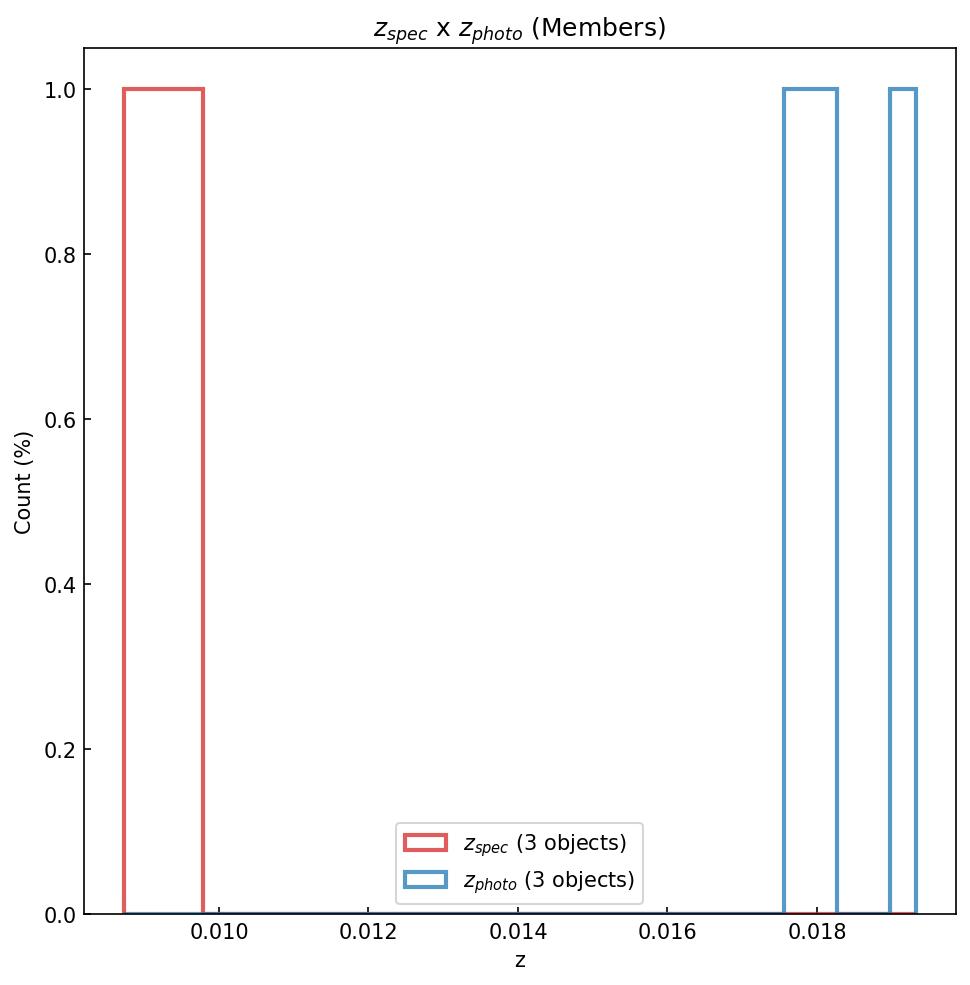 z_spec x z_photo (Members)
1.0
0.8
0.6
0.4
0.2
0.0
Count (%)
z_spec (3 objects)
z_photo (3 objects)
0.010 0.012 0.014 0.016 0.018
z